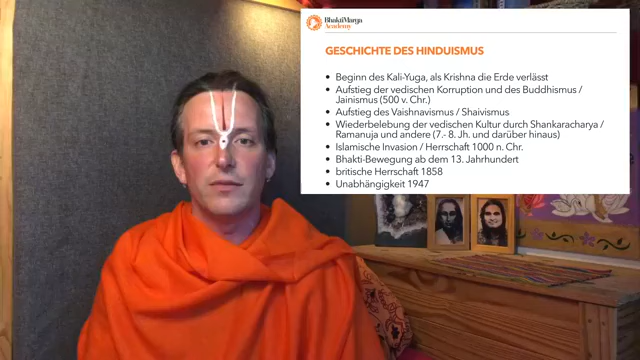 BhaktiMarga
Academy
GESCHICHTE DES HINDUISMUS
• Beginn des Kali-Yuga, als Krishna die Erde verlässt
• Aufstieg der vedischen Korruption und des Buddhismus /
Jainismus (500 v. Chr.)
• Aufstieg des Vaishnavismus / Shaivismus
• Wiederbelebung der vedischen Kultur durch Shankaracharya /
Ramanuja und andere (7.- 8. Jh. und darüber hinaus)
• Islamische Invasion / Herrschaft 1000 n. Chr.
• Bhakti-Bewegung ab dem 13. Jahrhundert
• britische Herrschaft 1858
• Unabhängigkeit 1947